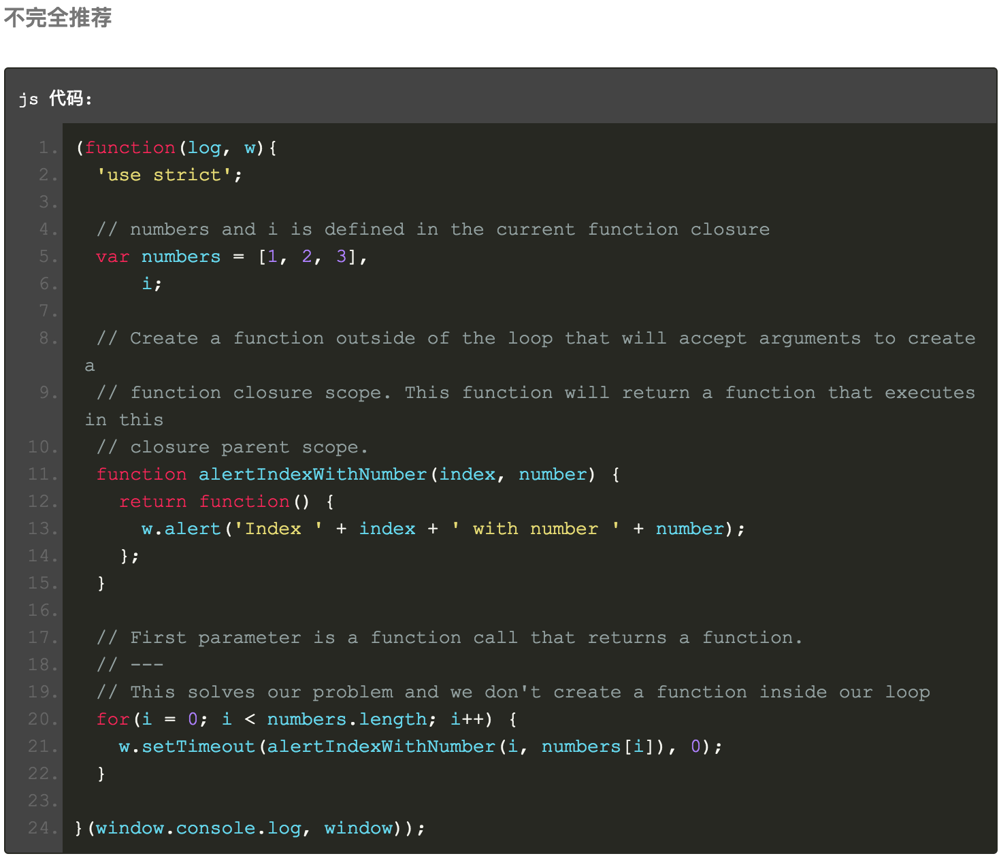 不完全推荐
js 代码:
1. (function(log, w){
2.   'use strict';
3.
4.   // numbers and i is defined in the current function closure
5.   var numbers = [1, 2, 3],
6.       i;
7.
8.   // Create a function outside of the loop that will accept arguments to create
a
9.   // function closure scope. This function will return a function that executes
in this
10.   // closure parent scope.
11.   function alertIndexWithNumber(index, number) {
12.     return function() {
13.       w.alert('Index ' + index + ' with number ' + number);
14.     };
15.   }
16.
17.   // First parameter is a function call that returns a function.
18.   // ---
19.   // This solves our problem and we don't create a function inside our loop
20.   for(i = 0; i < numbers.length; i++) {
21.     w.setTimeout(alertIndexWithNumber(i, numbers[i]), 0);
22.   }
23.
24. }(window.console.log, window));